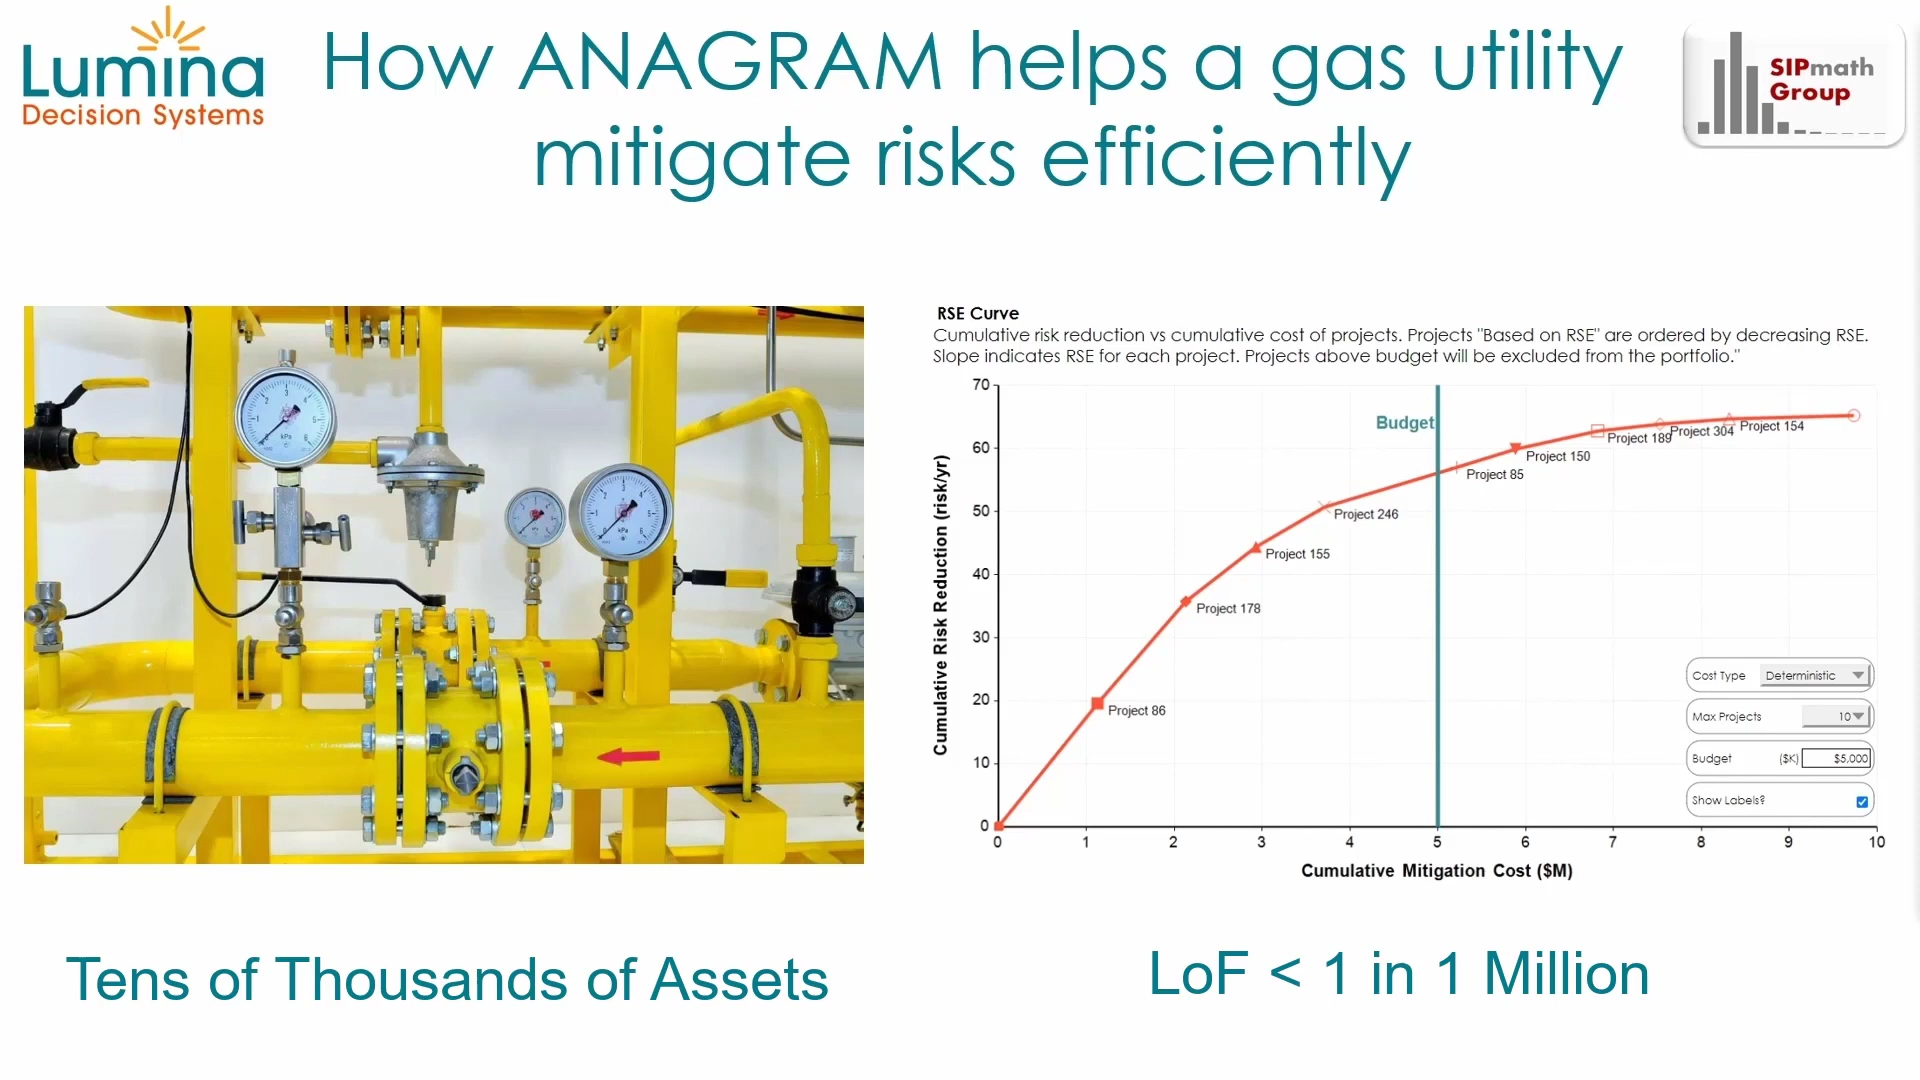 Lumina
Decision Systems
How ANAGRAM helps a gas utility
mitigate risks efficiently
SIPmath
Group
RSE Curve
Cumulative risk reduction vs cumulative cost of projects. Projects "Based on RSE" are ordered by decreasing RSE.
Slope indicates RSE for each project. Projects above budget will be excluded from the portfolio."
Cumulative Risk Reduction (risk/yr)
70
60
50
40
30
20
10
0
Budget
Project 86
Project 178
Project 155
Project 246
Project 85
Project 150
Project 189
Project 304
Project 154
Cost Type Deterministic
Max Projects 10
Budget ($K) $5,000
Show Labels?
0 1 2 3 4 5 6 7 8 9 10
Cumulative Mitigation Cost ($M)
kPa
kPa
Tens of Thousands of Assets
LoF < 1 in 1 Million